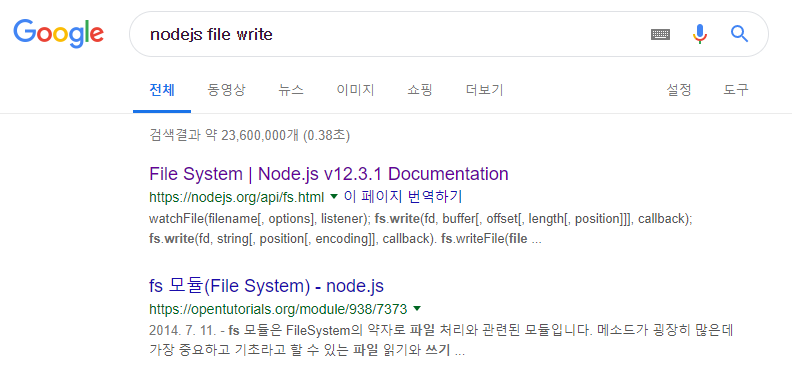 Google
nodejs file write
전체 동영상 뉴스 이미지 쇼핑 더보기 설정 도구
검색결과 약 23,600,000개 (0.38초)
File System | Node.js v12.3.1 Documentation
https://nodejs.org/api/fs.html ▼ 이 페이지 번역하기
watchFile(filename[, options], listener); fs.write(fd, buffer[, offset[, length[, position]]], callback);
fs.write(fd, string[, position[, encoding]], callback). fs.writeFile(file ...
fs 모듈(File System) - node.js
https://opentutorials.org/module/938/7373 ▼
2014. 7. 11. - fs 모듈은 FileSystem의 약자로 파일 처리와 관련된 모듈입니다. 메소드가 굉장히 많은데
가장 중요하고 기초라고 할 수 있는 파일 읽기와 쓰기 ...